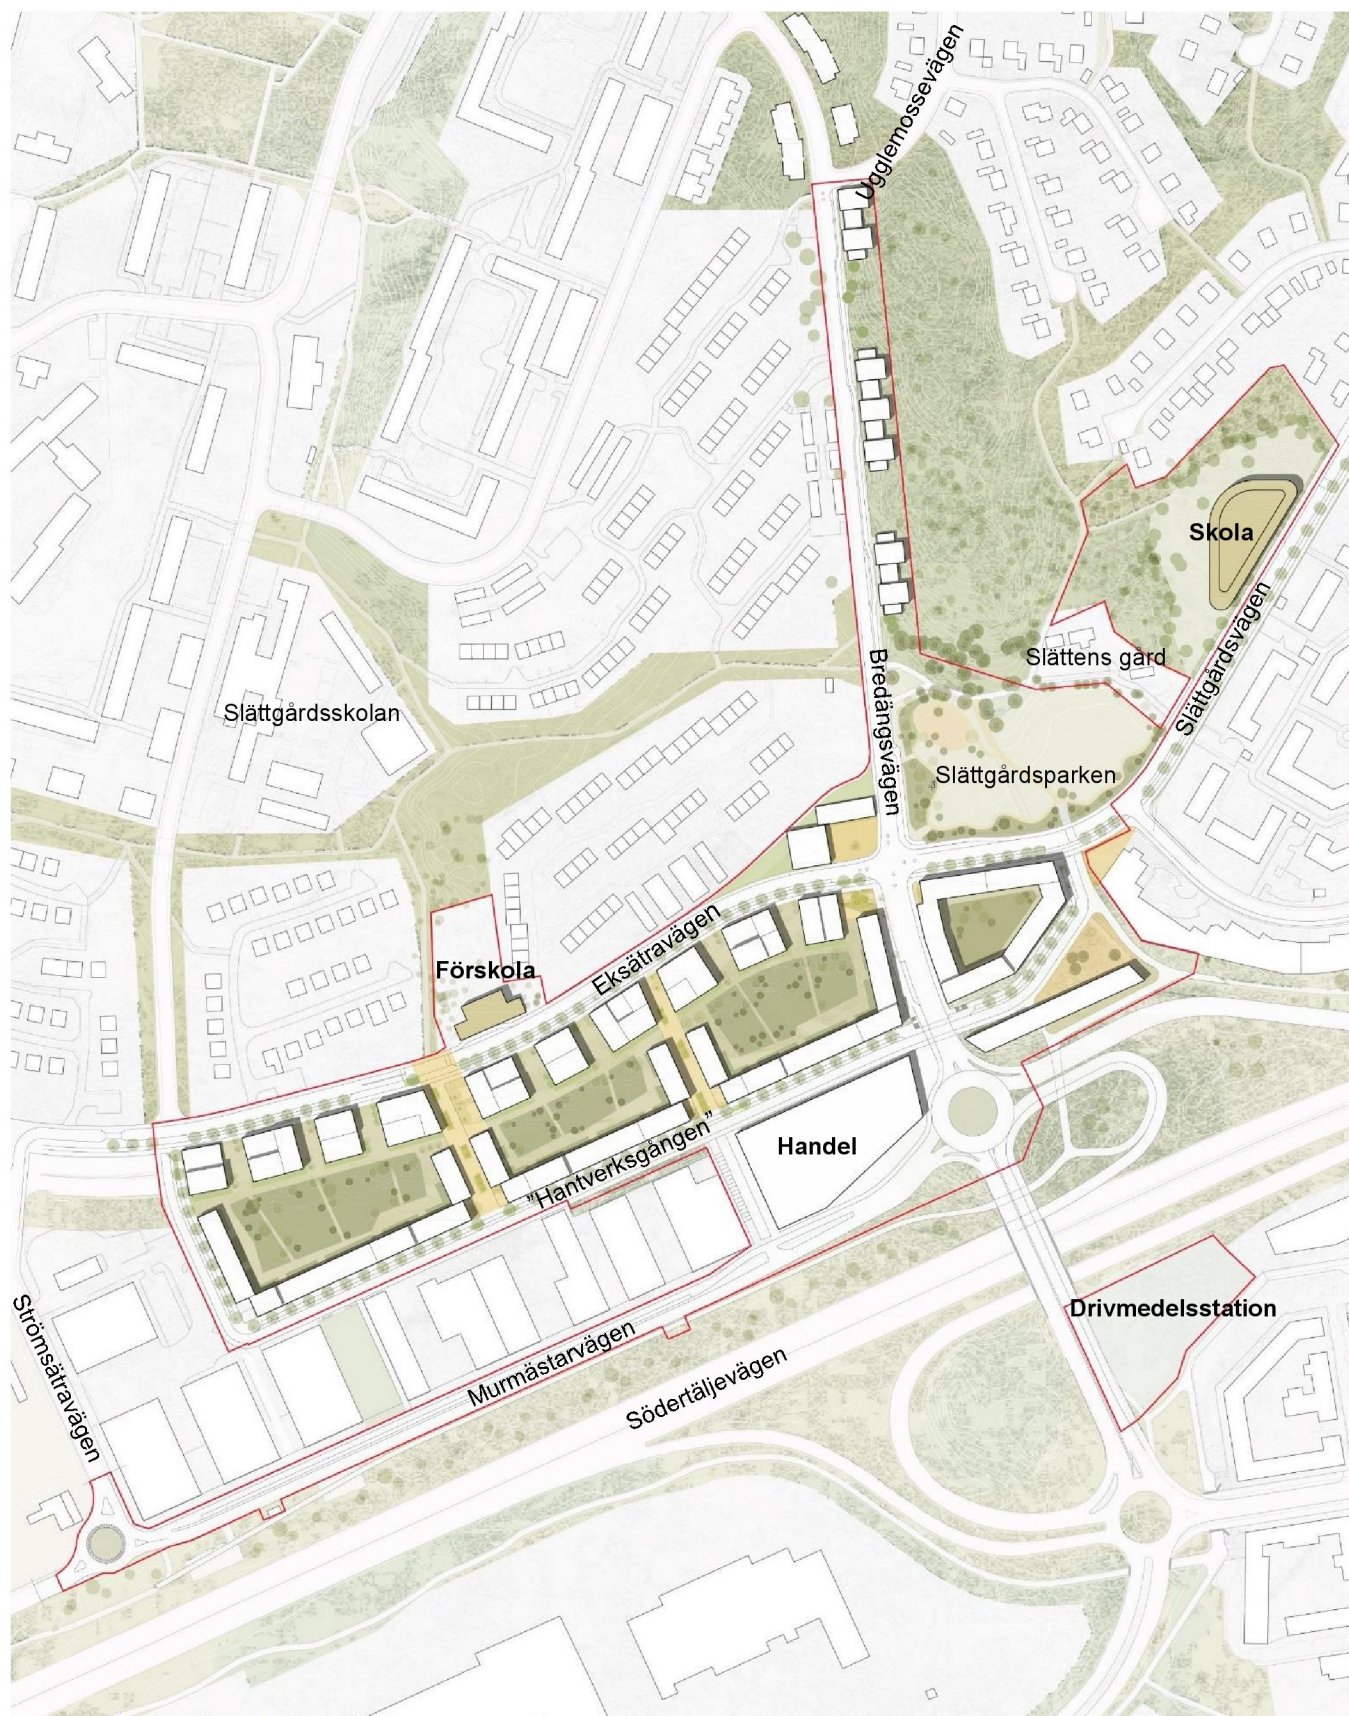 Ugglemossevägen
Skola
Slättgårdsvägen
Slättens gård
Bredängsvägen
Slättgårdsskolan
Slättgårdsparken
Eksätravägen
Förskola
Handel
”Hantverksgången”
Drivmedelsstation
Strömsätravägen
Murmästarvägen
Södertäljevägen